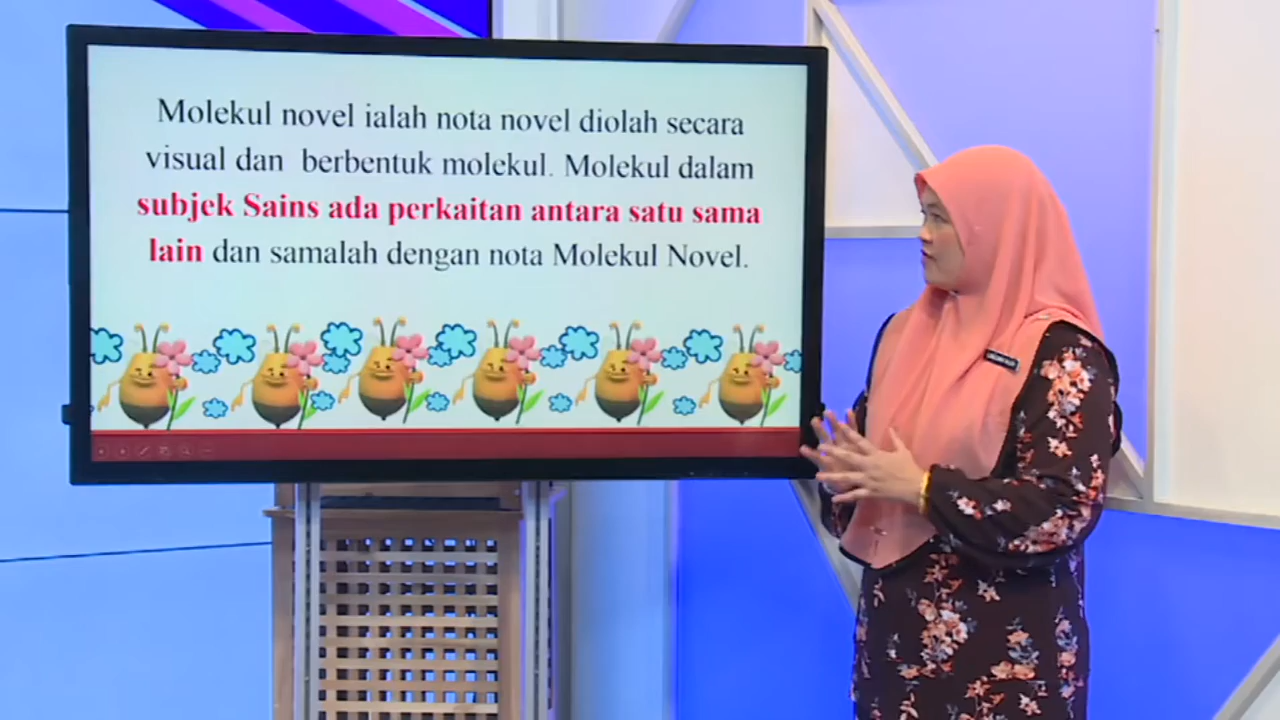 Molekul novel ialah nota novel diolah secara
visual dan berbentuk molekul. Molekul dalam
subjek Sains ada perkaitan antara satu sama
lain dan samalah dengan nota Molekul Novel.